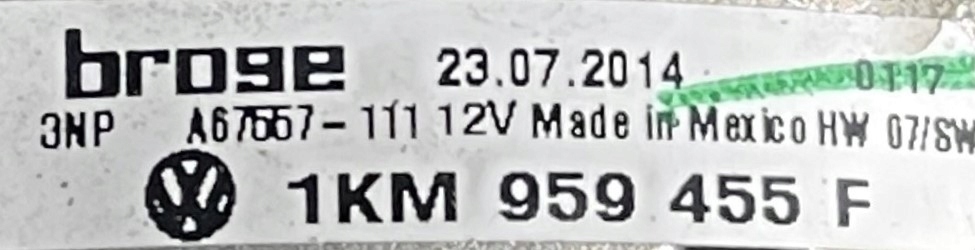 brose 23.07.2014 0117
3NP A67557-111 12V Made in Mexico HW 07/SW
1KM 959 455 F